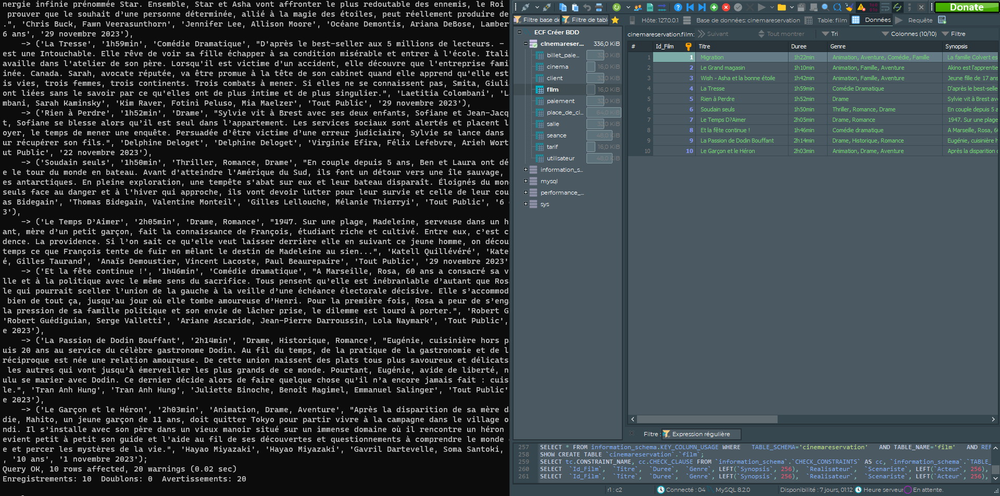 nergie infinie prénommée Star. Ensemble, Star et Asha vont affronter le plus redoutable des ennemis, le Roi
 prouver que le souhait d’une personne déterminée, allié à la magie des étoiles, peut réellement produire de
.", 'Chris Buck, Fawn Veerasunthorn', 'Jennifer Lee, Allison Moore', 'Océane Demontis, Ariana DeBose, Lamber
6 ans', '29 novembre 2023'),
    -> ('La Tresse', '1h59min', 'Comédie Dramatique', "D'après le best-seller aux 5 millions de lecteurs. –
est une Intouchable. Elle rêve de voir sa fille échapper à sa condition misérable et entrer à l'école. Itali
availle dans l'atelier de son père. Lorsqu'il est victime d'un accident, elle découvre que l'entreprise fami
inée. Canada. Sarah, avocate réputée, va être promue à la tête de son cabinet quand elle apprend qu'elle est
is vies, trois femmes, trois continents. Trois combats à mener. Si elles ne se connaissent pas, Smita, Giuli
ont liées sans le savoir par ce qu'elles ont de plus intime et de plus singulier.", 'Laetitia Colombani', 'L
mbani, Sarah Kaminsky', 'Kim Raver, Fotinì Peluso, Mia Maelzer', 'Tout Public', '29 novembre 2023'),
    -> ('Rien à Perdre', '1h52min', 'Drame', "Sylvie vit à Brest avec ses deux enfants, Sofiane et Jean-Jacq
t, Sofiane se blesse alors qu’il est seul dans l’appartement. Les services sociaux sont alertés et placent l
oyer, le temps de mener une enquête. Persuadée d’être victime d’une erreur judiciaire, Sylvie se lance dans
ur récupérer son fils.", 'Delphine Deloget', 'Delphine Deloget', 'Virginie Efira, Félix Lefebvre, Arieh Wort
ut Public', '22 novembre 2023'),
    -> ('Soudain seuls', '1h50min', 'Thriller, Romance, Drame', "En couple depuis 5 ans, Ben et Laura ont dé
e le tour du monde en bateau. Avant d'atteindre l'Amérique du Sud, ils font un détour vers une île sauvage,
es antarctiques. En pleine exploration, une tempête s'abat sur eux et leur bateau disparaît. Éloignés du mon
seuls face au danger et à l'hiver qui approche, ils vont devoir lutter pour leur survie et celle de leur cou
as Bidegain', 'Thomas Bidegain, Valentine Monteil', 'Gilles Lellouche, Mélanie Thierryi', 'Tout Public', '6
3'),
    -> ('Le Temps D’Aimer', '2h05min', 'Drame, Romance', "1947. Sur une plage, Madeleine, serveuse dans un h
ant, mère d’un petit garçon, fait la connaissance de François, étudiant riche et cultivé. Entre eux, c’est c
dence. La providence. Si l’on sait ce qu’elle veut laisser derrière elle en suivant ce jeune homme, on décou
temps ce que François tente de fuir en mêlant le destin de Madeleine au sien...", 'Katell Quillévéré', 'Kate
é, Gilles Taurand', 'Anaïs Demoustier, Vincent Lacoste, Paul Beaurepaire', 'Tout Public', '29 novembre 2023'
    -> ('Et la fête continue !', '1h46min', 'Comédie dramatique', "A Marseille, Rosa, 60 ans a consacré sa v
lle et à la politique avec le même sens du sacrifice. Tous pensent qu’elle est inébranlable d’autant que Ros
le qui pourrait sceller l’union de la gauche à la veille d’une échéance électorale décisive. Elle s’accommod
 bien de tout ça, jusqu’au jour où elle tombe amoureuse d’Henri. Pour la première fois, Rosa a peur de s’eng
la pression de sa famille politique et son envie de lâcher prise, le dilemme est lourd à porter.", 'Robert G
'Robert Guédiguian, Serge Valletti', 'Ariane Ascaride, Jean-Pierre Darroussin, Lola Naymark', 'Tout Public',
e 2023'),
    -> ('La Passion de Dodin Bouffant', '2h14min', 'Drame, Historique, Romance', "Eugénie, cuisinière hors p
uis 20 ans au service du célèbre gastronome Dodin. Au fil du temps, de la pratique de la gastronomie et de l
réciproque est née une relation amoureuse. De cette union naissent des plats tous plus savoureux et délicats
 les autres qui vont jusqu’à émerveiller les plus grands de ce monde. Pourtant, Eugénie, avide de liberté, n
ulu se marier avec Dodin. Ce dernier décide alors de faire quelque chose qu’il n’a encore jamais fait : cuis
le.", 'Tran Anh Hung', 'Tran Anh Hung', 'Juliette Binoche, Benoît Magimel, Emmanuel Salinger', 'Tout Public'
e 2023'),
    -> ('Le Garçon et le Héron', '2h03min', 'Animation, Drame, Aventure', "Après la disparition de sa mère d
die, Mahito, un jeune garçon de 11 ans, doit quitter Tokyo pour partir vivre à la campagne dans le village o
ndi. Il s’installe avec son père dans un vieux manoir situé sur un immense domaine où il rencontre un héron
evient petit à petit son guide et l’aide au fil de ses découvertes et questionnements à comprendre le monde
e et percer les mystères de la vie.", 'Hayao Miyazaki', 'Hayao Miyazaki', 'Gavril Dartevelle, Soma Santoki,
, '10 ans', '1 novembre 2023');
Query OK, 10 rows affected, 20 warnings (0.02 sec)
Enregistrements: 10  Doublons: 0  Avertissements: 20
Donate
Filtre base de Filtre de table
Hôte: 127.0.0.1 Base de données: cinemareservation Table: film Données Requête
ECF Créer BDD
cinemareser... 336,0 KiB
billet_paie... 32,0 KiB
cinema 16,0 KiB
client 32,0 KiB
film 16,0 KiB
paiement 32,0 KiB
place_de_ci... 64,0 KiB
salle 32,0 KiB
seance 48,0 KiB
tarif 16,0 KiB
utilisateur 48,0 KiB
information_s...
mysql
performance_...
sys
cinemareservation.film: Suivant Tout montrer Tri Colonnes (10/10) Filtre
# Id_Film Titre Duree Genre Synopsis
1 1 Migration 1h22min Animation, Aventure, Comédie, Famille La famille Colvert es
2 2 Le Grand magasin 1h10min Animation, Famille, Aventure Akino est l'apprentie
3 3 Wish - Asha et la bonne étoile 1h42min Animation, Famille, Aventure Jeune fille de 17 ans
4 4 La Tresse 1h59min Comédie Dramatique D'après le best-selle
5 5 Rien à Perdre 1h52min Drame Sylvie vit à Brest av
6 6 Soudain seuls 1h50min Thriller, Romance, Drame En couple depuis 5 a
7 7 Le Temps D?Aimer 2h05min Drame, Romance 1947. Sur une plage
8 8 Et la fête continue ! 1h46min Comédie dramatique A Marseille, Rosa, 6
9 9 La Passion de Dodin Bouffant 2h14min Drame, Historique, Romance Eugénie, cuisinière h
10 10 Le Garçon et le Héron 2h03min Animation, Drame, Aventure Après la disparition
Filtre : Expression régulière
257 SELECT * FROM information_schema.KEY_COLUMN_USAGE WHERE   TABLE_SCHEMA='cinemareservation'   AND TABLE_NAME='film'   AND REF
258 SHOW CREATE TABLE `cinemareservation`.`film`;
259 SELECT tc.CONSTRAINT_NAME, cc.CHECK_CLAUSE FROM `information_schema`.`CHECK_CONSTRAINTS` AS cc, `information_schema`.`TABLE_
260 SELECT  `Id_Film`,  `Titre`,  `Duree`,  `Genre`, LEFT(`Synopsis`, 256),  `Realisateur`,  `Scenariste`, LEFT(`Acteur`, 256),
261 SELECT  `Id_Film`,  `Titre`,  `Duree`,  `Genre`, LEFT(`Synopsis`, 256),  `Realisateur`,  `Scenariste`, LEFT(`Acteur`, 256),
r1 : c2 Connecté : 04 MySQL 8.2.0 Disponibilité : 7 jours, 01:12 Heure serveur En attente.